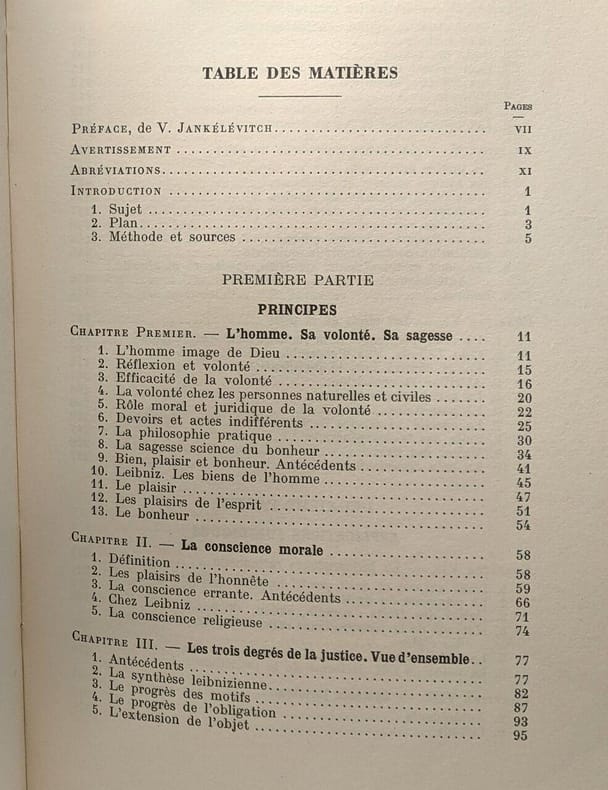 TABLE DES MATIÈRES
PAGES
PRÉFACE, de V. JANKÉLÉVITCH VII
AVERTISSEMENT IX
ABRÉVIATIONS XI
INTRODUCTION 1
1. Sujet 1
2. Plan 3
3. Méthode et sources 5
PREMIÈRE PARTIE
PRINCIPES
CHAPITRE PREMIER. — L'homme. Sa volonté. Sa sagesse 11
1. L'homme image de Dieu 11
2. Réflexion et volonté 15
3. Efficacité de la volonté 16
4. La volonté chez les personnes naturelles et civiles 20
5. Rôle moral et juridique de la volonté 22
6. Devoirs et actes indifférents 25
7. La philosophie pratique 30
8. La sagesse science du bonheur 34
9. Bien, plaisir et bonheur. Antécédents 41
10. Leibniz. Les biens de l'homme 45
11. Le plaisir 47
12. Les plaisirs de l'esprit 51
13. Le bonheur 54
CHAPITRE II. — La conscience morale 58
1. Définition 58
2. Les plaisirs de l'honnête 59
3. La conscience errante. Antécédents 66
4. Chez Leibniz 71
5. La conscience religieuse 74
CHAPITRE III. — Les trois degrés de la justice. Vue d'ensemble 77
1. Antécédents 77
2. La synthèse leibnizienne 82
3. Le progrès des motifs 87
4. Le progrès de l'obligation 93
5. L'extension de l'objet 95